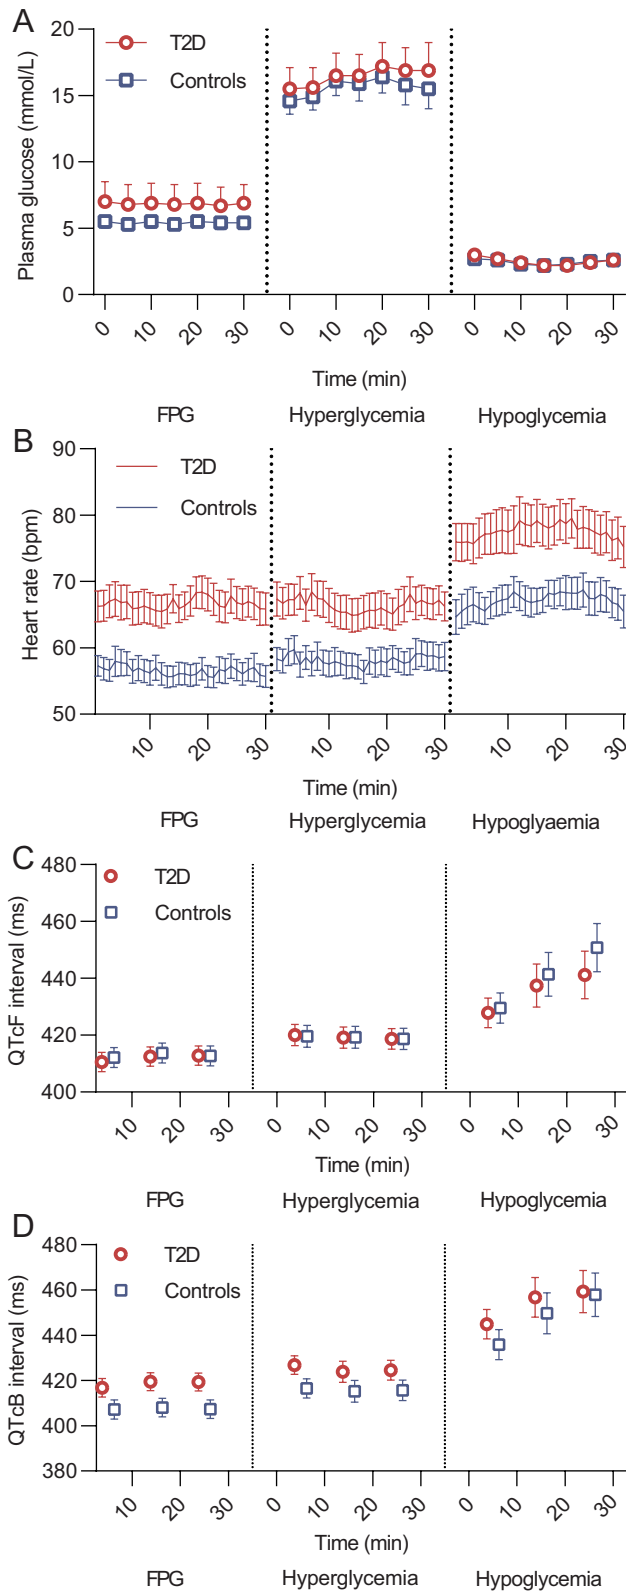 A
T2D
Controls
Plasma glucose (mmol/L)
20
15
10
5
0
0 10 20 30 0 10 20 30 0 10 20 30
Time (min)
FPG Hyperglycemia Hypoglycemia
B
T2D
Controls
Heart rate (bpm)
90
80
70
60
50
10 20 30 10 20 30 10 20 30
Time (min)
FPG Hyperglycemia Hypoglyaemia
C
T2D
Controls
QTcF interval (ms)
480
460
440
420
400
10 20 30 0 10 20 30 0 10 20 30
Time (min)
FPG Hyperglycemia Hypoglycemia
D
T2D
Controls
QTcB interval (ms)
480
460
440
420
400
380
10 20 30 0 10 20 30 0 10 20 30
Time (min)
FPG Hyperglycemia Hypoglycemia